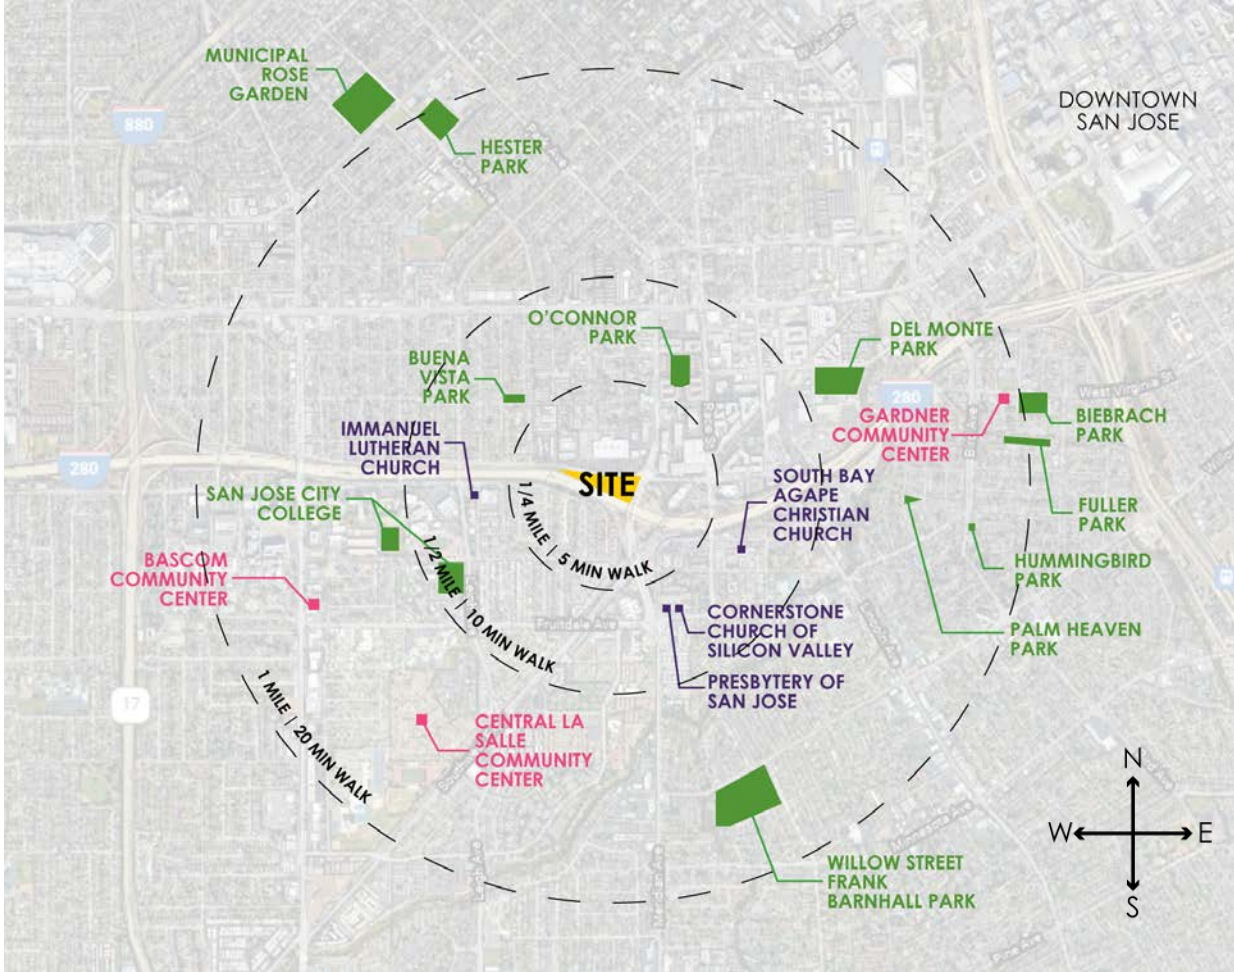 MUNICIPAL
ROSE
GARDEN
880
HESTER
PARK
DOWNTOWN
SAN JOSE
O'CONNOR
PARK
DEL MONTE
PARK
BUENA
VISTA
PARK
280
GARDNER
COMMUNITY
CENTER
BIEBRACH
PARK
IMMANUEL
LUTHERAN
CHURCH
280
SITE
SOUTH BAY
AGAPE
CHRISTIAN
CHURCH
SAN JOSE CITY
COLLEGE
FULLER
PARK
1/4 MILE | 5 MIN WALK
BASCOM
COMMUNITY
CENTER
HUMMINGBIRD
PARK
1/2 MILE | 10 MIN WALK
Fruitdale Ave
CORNERSTONE
CHURCH OF
SILICON VALLEY
PALM HEAVEN
PARK
PRESBYTERY OF
SAN JOSE
17
1 MILE | 20 MIN WALK
CENTRAL LA
SALLE
COMMUNITY
CENTER
WILLOW STREET
FRANK
BARNHALL PARK
N
W
E
S